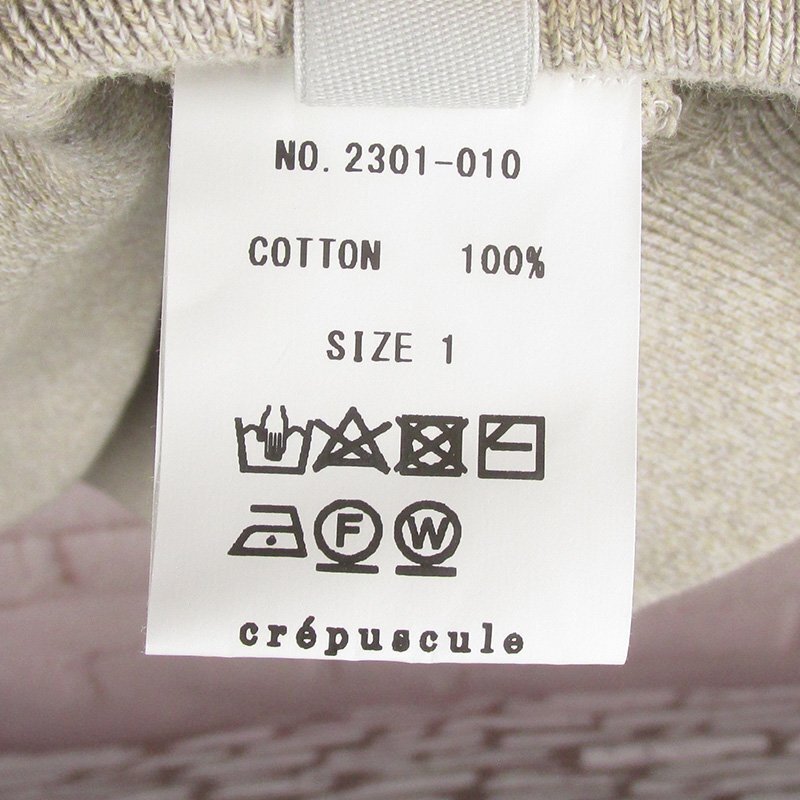 NO. 2301-010
COTTON 100%
SIZE 1
F W
crépuscule